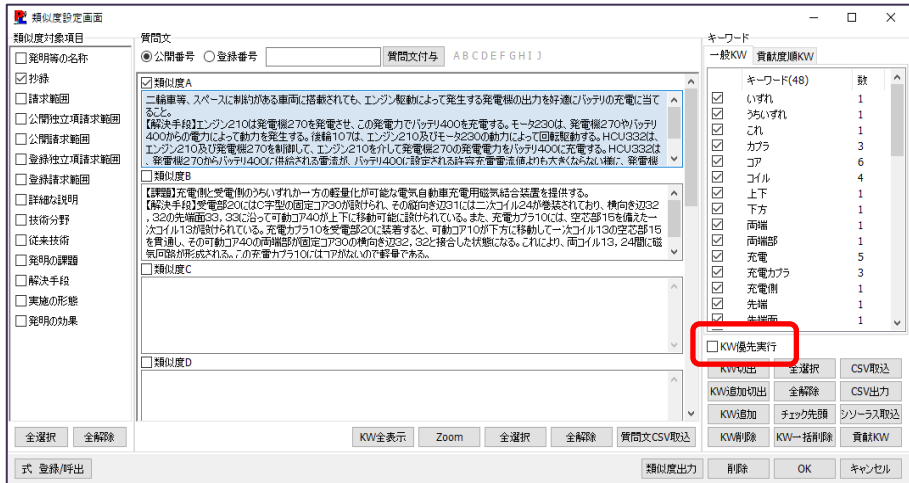 類似度設定画面
類似度対象項目
発明等の名称
抄録
請求範囲
公開独立項請求範囲
公開請求範囲
登録独立項請求範囲
登録請求範囲
詳細な説明
技術分野
従来技術
発明の課題
解決手段
実施の形態
発明の効果
全選択 全解除
質問文
公開番号 登録番号 質問文付与 A B C D E F G H I J
類似度A
二輪車等、スペースに制約がある車両に搭載されても、エンジン駆動によって発生する発電機の出力を好適にバッテリの充電に当て
ること。
【解決手段】エンジン210は発電機270を発電させ、この発電力でバッテリ400を充電する。モータ230は、発電機270やバッテリ
400からの電力によって動力を発生する。後輪107は、エンジン210及びモータ230の動力によって回転駆動する。HCU332は、
エンジン210及び発電機270を制御して、エンジン210を介して発電機270の発電電力をバッテリ400に充電する。HCU332は
、発電機270からバッテリ400に供給される電流が、バッテリ400に設定される許容充電電流値よりも大きくならない様に、発電機
類似度B
【課題】充電側と受電側のうちいずれか一方の軽量化が可能な電気自動車充電用磁気結合装置を提供する。
【解決手段】受電部20にはC字型の固定コア30が設けられ、その縦向き辺31には二次コイル24が巻装されており、横向き辺32
，32の先端面33，33に沿って可動コア40が上下に移動可能に設けられている。また、充電カプラ10には、空芯部15を備えた一
次コイル13が設けられている。充電カプラ10を受電部20に装着すると、可動コア10が下方に移動して一次コイル13の空芯部15
を貫通し、その可動コア40の両端部が固定コア30の横向き辺32，32と接合した状態になる。これにより、両コイル13，24間に磁
気回路が形成される。この充電カプラ10にはコアがないので軽量である。
類似度C
類似度D
KW全表示 Zoom 全選択 全解除 質問文CSV取込
キーワード
一般KW 貢献度順KW
キーワード(48) 数
いずれ 1
うちいずれ 1
これ 1
カプラ 3
コア 6
コイル 4
上下 1
下方 1
両端 1
両端部 1
充電 5
充電カプラ 3
充電側 1
先端 1
先端面 1
KW優先実行
KW切出 全選択 CSV取込
KW追加切出 全解除 CSV出力
KW追加 チェック先頭 シソーラス取込
KW削除 KW一括削除 貢献KW
式 登録/呼出 類似度出力 削除 OK キャンセル